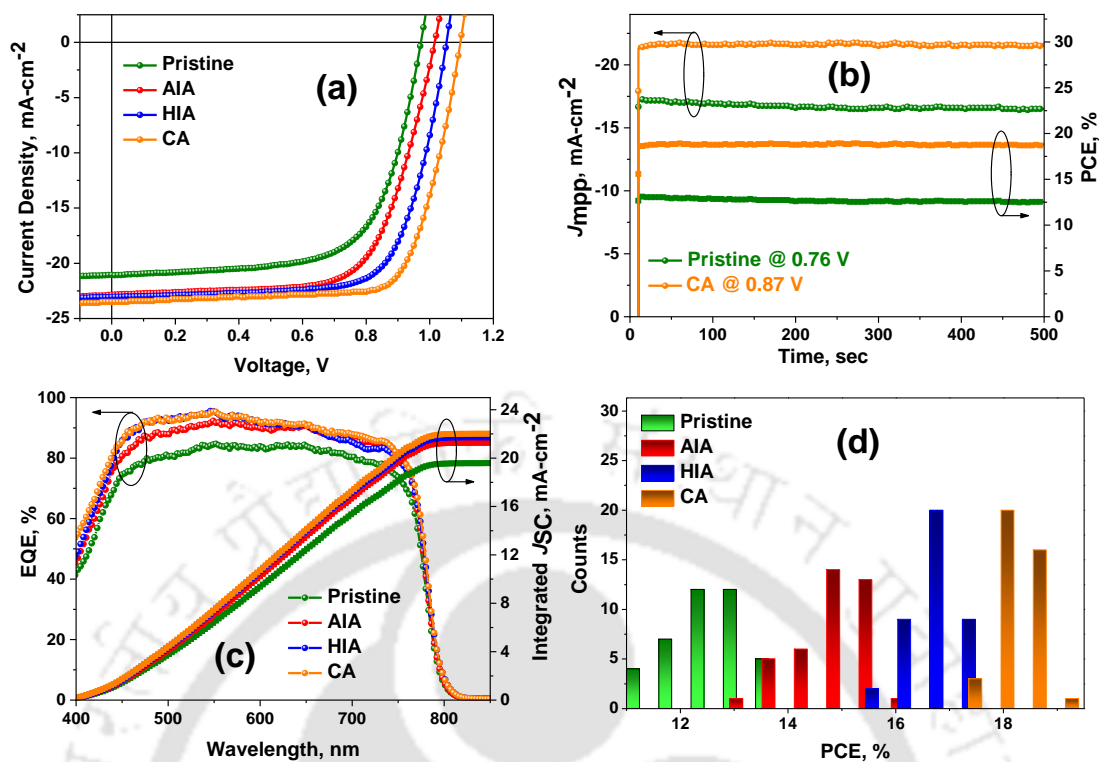 (a)
Current Density, mA-cm-2
0
-5
-10
-15
-20
-25
Pristine
AIA
HIA
CA
0.0 0.2 0.4 0.6 0.8 1.0 1.2
Voltage, V
(b)
Jmpp, mA-cm-2
-20
-15
-10
-5
0
PCE, %
30
25
20
15
10
5
0
Pristine @ 0.76 V
CA @ 0.87 V
0 100 200 300 400 500
Time, sec
(c)
EQE, %
100
80
60
40
20
0
Integrated JSC, mA-cm-2
24
20
16
12
8
4
0
Pristine
AIA
HIA
CA
400 500 600 700 800
Wavelength, nm
(d)
Counts
30
25
20
15
10
5
0
Pristine
AIA
HIA
CA
12 14 16 18
PCE, %